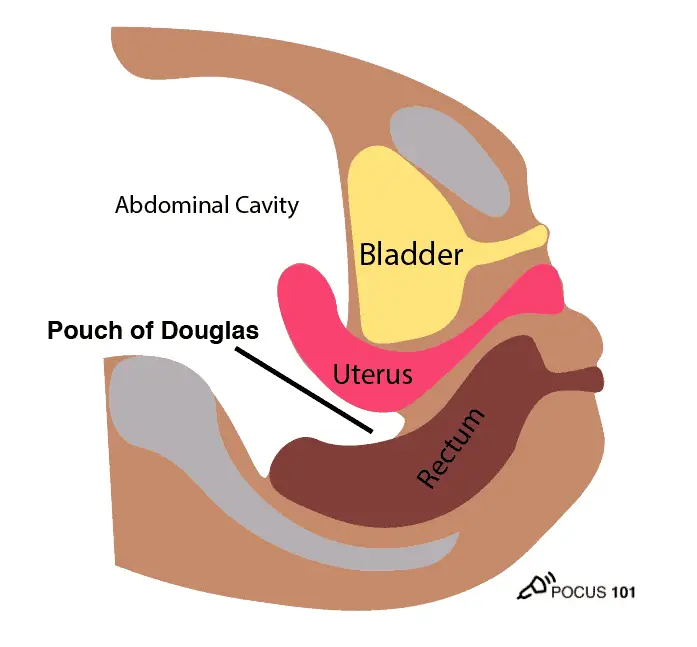 Abdominal Cavity
Bladder
Pouch of Douglas
Uterus
Rectum
POCUS 101